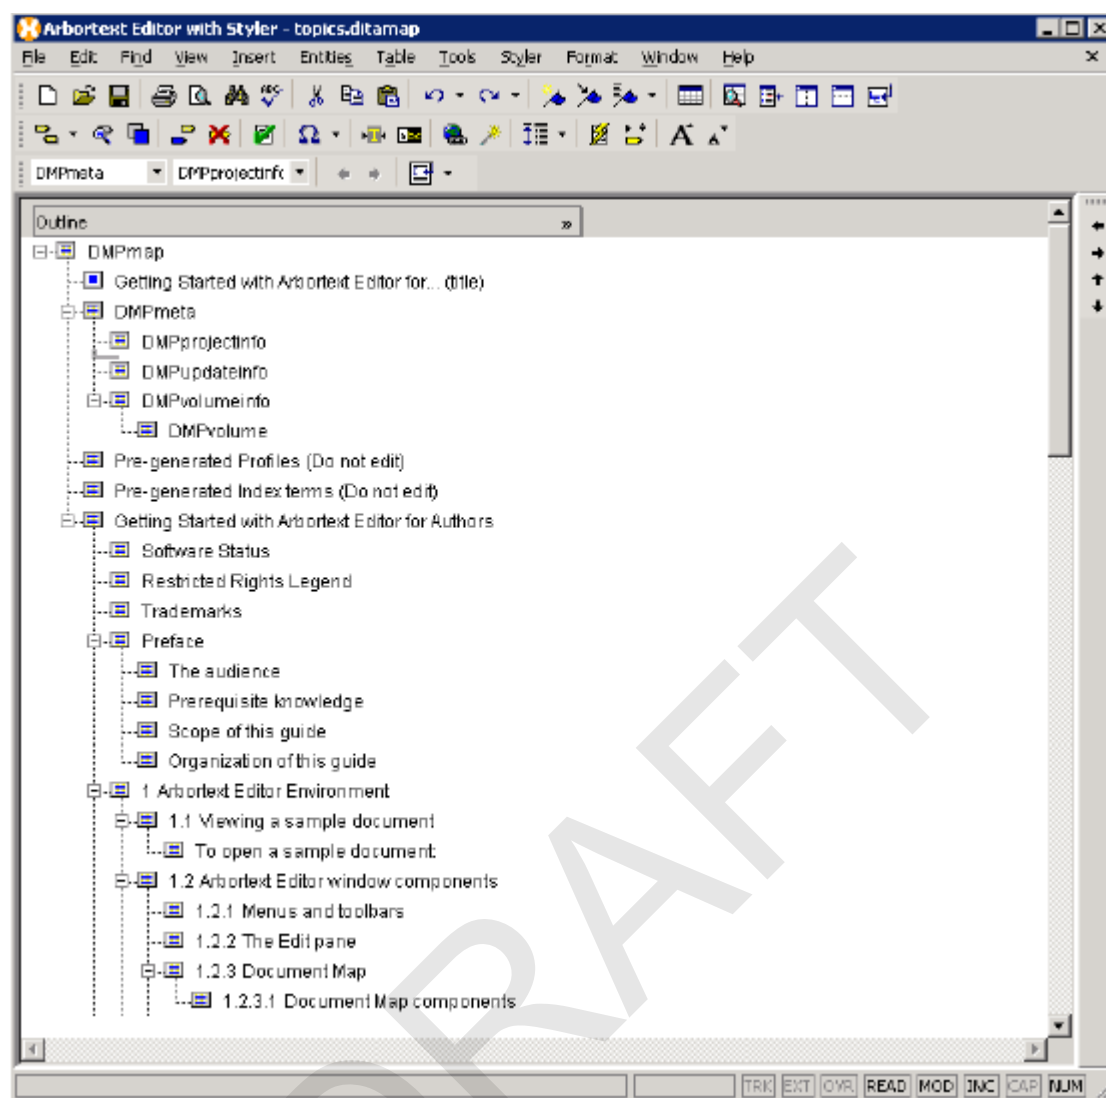 Arbortext Editor with Styler - topics.ditamap
File Edit Find View Insert Entities Table Tools Styler Format Window Help
DMPmeta DMPprojectinfo
Outline »
DMPmap
Getting Started with Arbortext Editor for... (title)
DMPmeta
DMPprojectinfo
DMPupdateinfo
DMPvolumeinfo
DMPvolume
Pre-generated Profiles (Do not edit)
Pre-generated Index terms (Do not edit)
Getting Started with Arbortext Editor for Authors
Software Status
Restricted Rights Legend
Trademarks
Preface
The audience
Prerequisite knowledge
Scope of this guide
Organization of this guide
1 Arbortext Editor Environment
1.1 Viewing a sample document
To open a sample document
1.2 Arbortext Editor window components
1.2.1 Menus and toolbars
1.2.2 The Edit pane
1.2.3 Document Map
1.2.3.1 Document Map components
TRK EXT OVR READ MOD INC CAP NUM
DRAFT